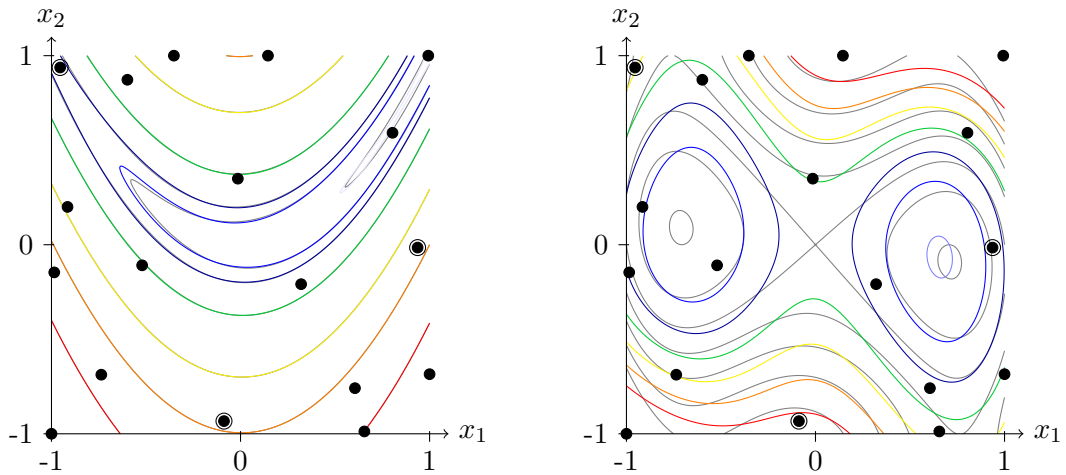 x₂ x₂
1 1
0 0
-1 -1
x₁ x₁
-1 0 1 -1 0 1